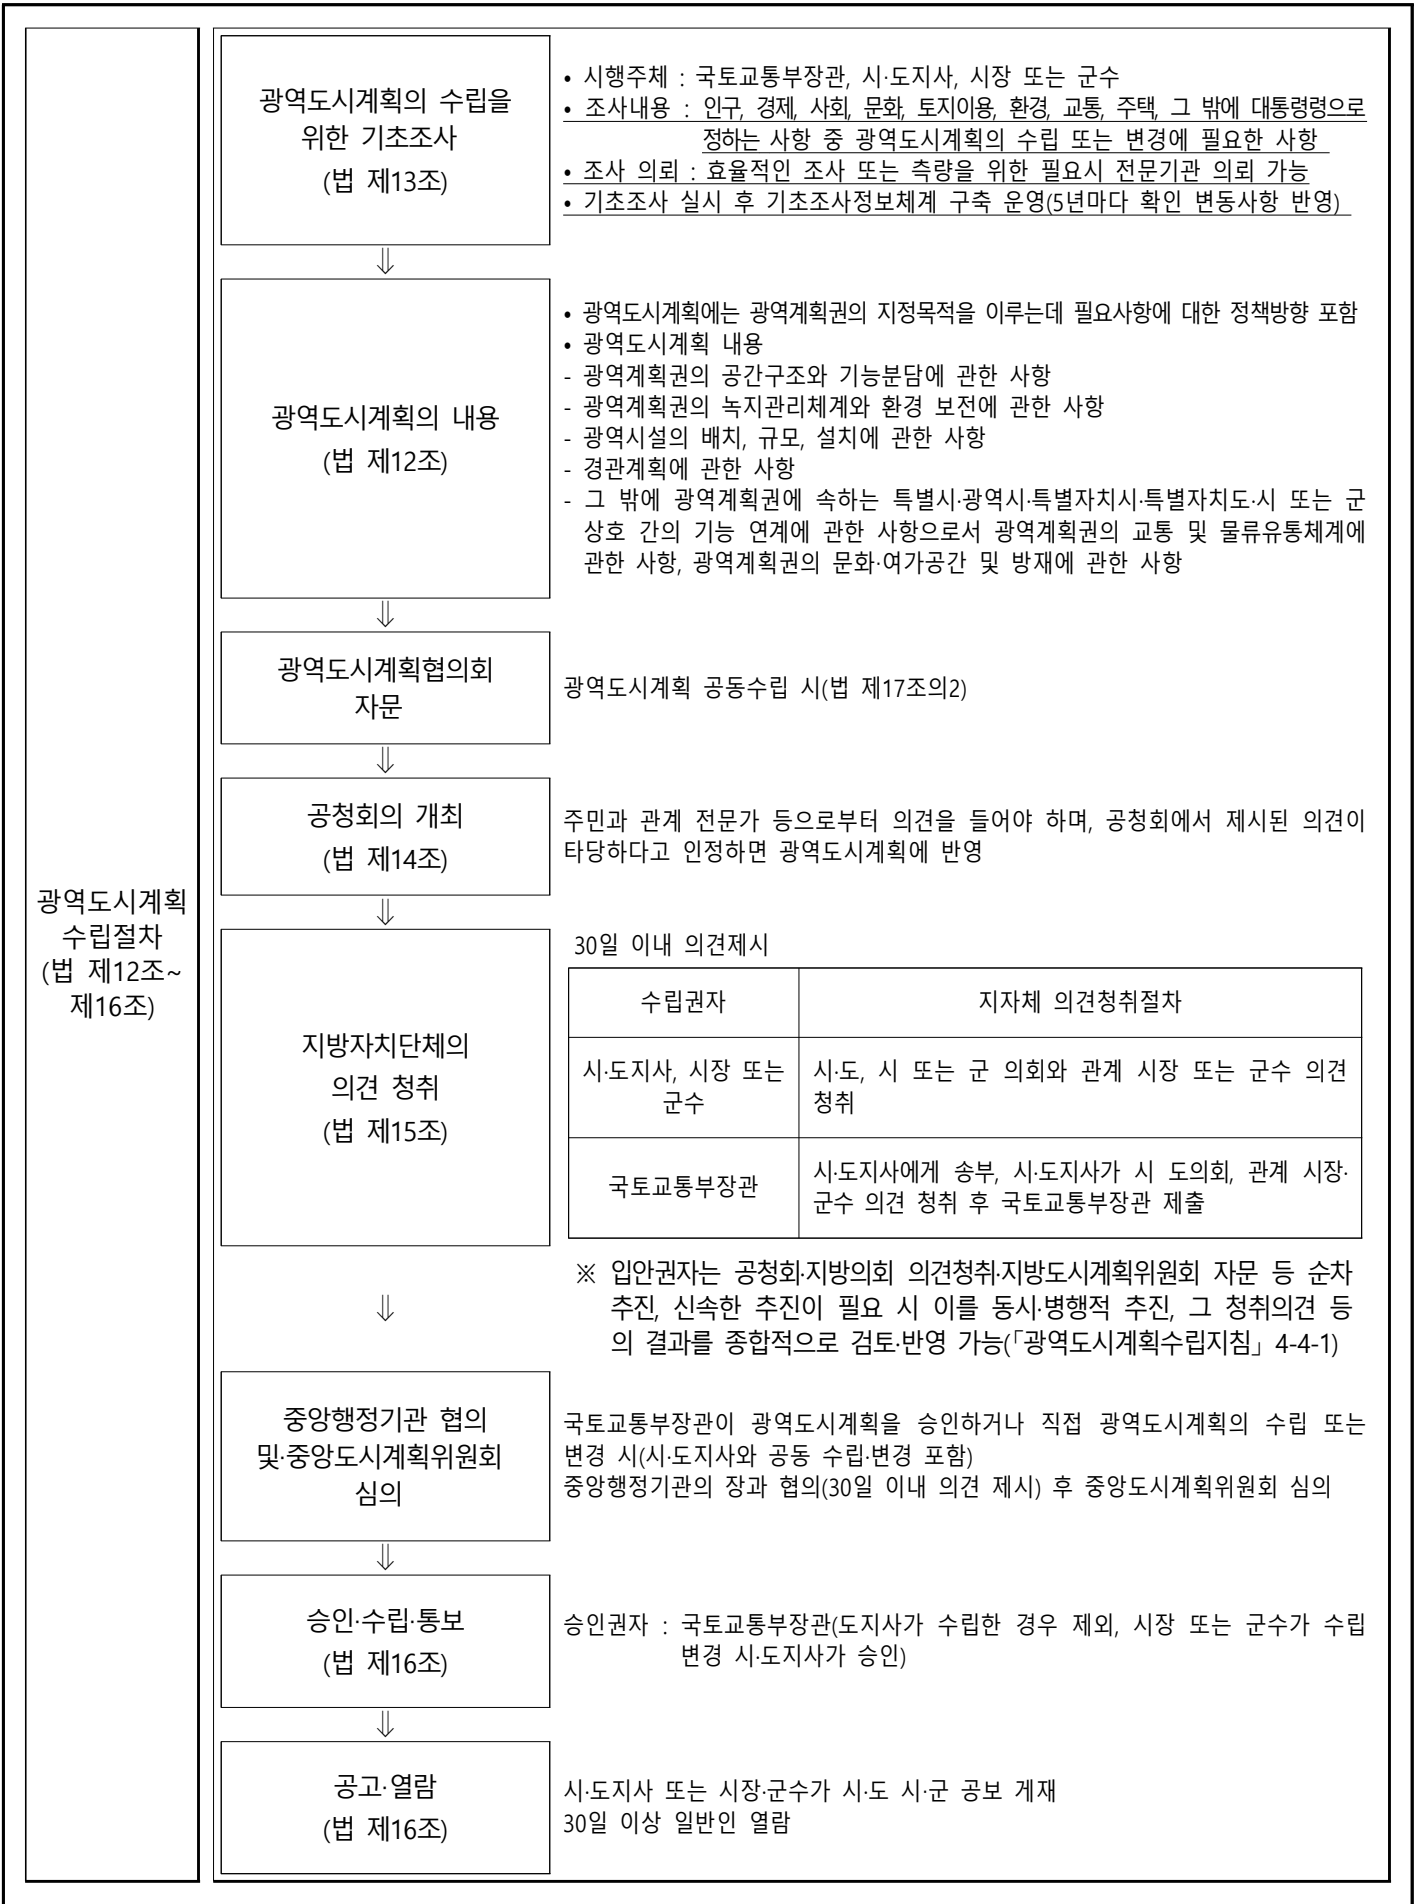 광역도시계획
수립절차
(법 제12조~
제16조)
광역도시계획의 수립을
위한 기초조사
(법 제13조)
• 시행주체 : 국토교통부장관, 시·도지사, 시장 또는 군수
• 조사내용 : 인구, 경제, 사회, 문화, 토지이용, 환경, 교통, 주택, 그 밖에 대통령령으로
정하는 사항 중 광역도시계획의 수립 또는 변경에 필요한 사항
• 조사 의뢰 : 효율적인 조사 또는 측량을 위한 필요시 전문기관 의뢰 가능
• 기초조사 실시 후 기초조사정보체계 구축 운영(5년마다 확인 변동사항 반영)
⇓
광역도시계획의 내용
(법 제12조)
• 광역도시계획에는 광역계획권의 지정목적을 이루는데 필요사항에 대한 정책방향 포함
• 광역도시계획 내용
- 광역계획권의 공간구조와 기능분담에 관한 사항
- 광역계획권의 녹지관리체계와 환경 보전에 관한 사항
- 광역시설의 배치, 규모, 설치에 관한 사항
- 경관계획에 관한 사항
- 그 밖에 광역계획권에 속하는 특별시·광역시·특별자치시·특별자치도·시 또는 군
상호 간의 기능 연계에 관한 사항으로서 광역계획권의 교통 및 물류유통체계에
관한 사항, 광역계획권의 문화·여가공간 및 방재에 관한 사항
⇓
광역도시계획협의회
자문
광역도시계획 공동수립 시(법 제17조의2)
⇓
공청회의 개최
(법 제14조)
주민과 관계 전문가 등으로부터 의견을 들어야 하며, 공청회에서 제시된 의견이
타당하다고 인정하면 광역도시계획에 반영
⇓
지방자치단체의
의견 청취
(법 제15조)
30일 이내 의견제시
수립권자 지자체 의견청취절차
시·도지사, 시장 또는
군수
시·도, 시 또는 군 의회와 관계 시장 또는 군수 의견
청취
국토교통부장관
시·도지사에게 송부, 시·도지사가 시 도의회, 관계 시장·
군수 의견 청취 후 국토교통부장관 제출
⇓
※ 입안권자는 공청회·지방의회 의견청취·지방도시계획위원회 자문 등 순차
추진, 신속한 추진이 필요 시 이를 동시·병행적 추진, 그 청취의견 등
의 결과를 종합적으로 검토·반영 가능(｢광역도시계획수립지침｣ 4-4-1)
중앙행정기관 협의
및·중앙도시계획위원회
심의
국토교통부장관이 광역도시계획을 승인하거나 직접 광역도시계획의 수립 또는
변경 시(시·도지사와 공동 수립·변경 포함)
중앙행정기관의 장과 협의(30일 이내 의견 제시) 후 중앙도시계획위원회 심의
⇓
승인·수립·통보
(법 제16조)
승인권자 : 국토교통부장관(도지사가 수립한 경우 제외, 시장 또는 군수가 수립
변경 시·도지사가 승인)
⇓
공고·열람
(법 제16조)
시·도지사 또는 시장·군수가 시·도 시·군 공보 게재
30일 이상 일반인 열람